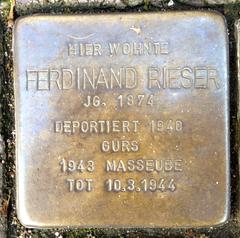 HIER WOHNTE
FERDINAND RIESER
JG. 1874
DEPORTIERT 1940
GURS
1943 MASSEUBE
TOT 10.3.1944